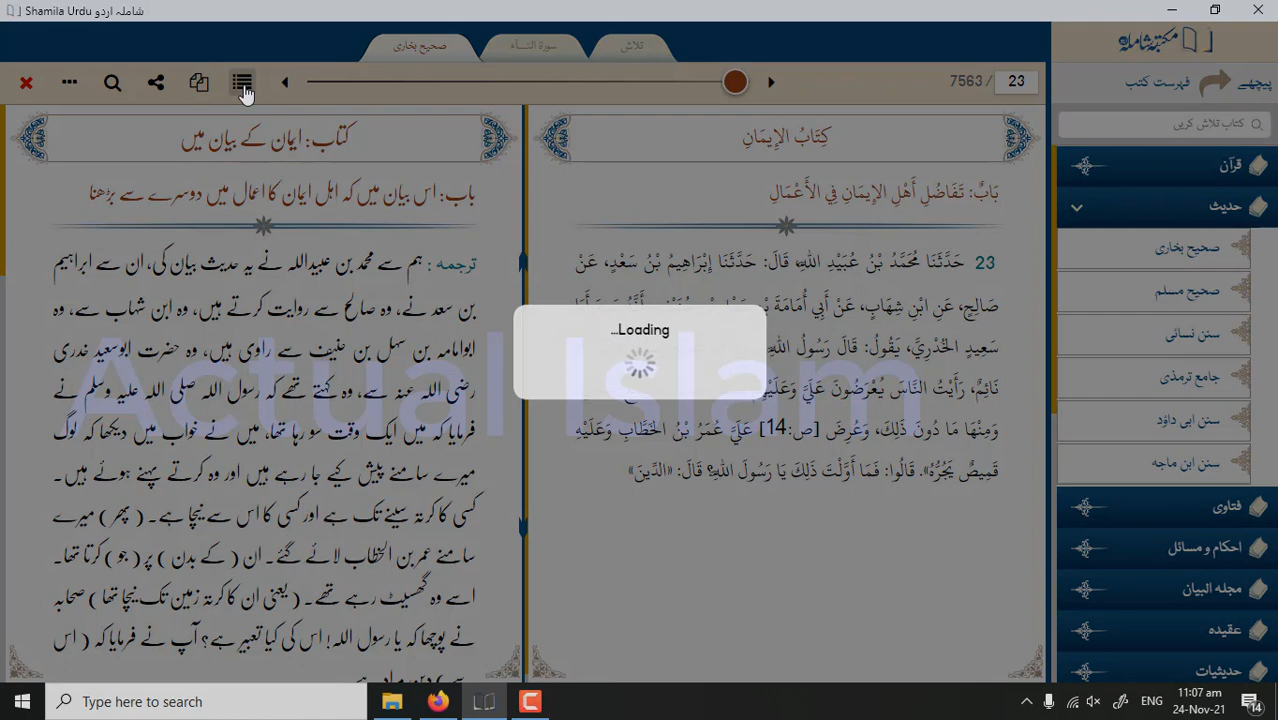 Shamila Urdu شاملہ اردو
صحیح بخاری
سورۃ النساء
تلاش
مکتبہ شاملہ
7563 / 23
پیچھے
فہرست کتب
کتاب تلاش کریں
کتاب: ایمان کے بیان میں
باب: اس بیان میں کہ اہل ایمان کا اعمال میں دوسرے سے بڑھنا
ترجمہ : ہم سے محمد بن عبیداللہ نے یہ حدیث بیان کی، ان سے ابراہیم
بن سعد نے، وہ صالح سے روایت کرتے ہیں، وہ ابن شہاب سے، وہ
ابوامامہ بن سہل بن حنیف سے راوی ہیں، وہ حضرت ابوسعید خدری
رضی اللہ عنہ سے، وہ کہتے تھے کہ رسول اللہ صلی اللہ علیہ وسلم نے
فرمایا کہ میں ایک وقت سو رہا تھا، میں نے خواب میں دیکھا کہ لوگ
میرے سامنے پیش کیے جا رہے ہیں اور وہ کرتے پہنے ہوئے ہیں۔
کسی کا کرتہ سینے تک ہے اور کسی کا اس سے نیچا ہے۔ ( پھر ) میرے
سامنے عمر بن الخطاب لائے گئے۔ ان ( کے بدن ) پر ( جو ) کرتا تھا۔
اسے وہ گھسیٹ رہے تھے۔ ( یعنی ان کا کرتہ زمین تک نیچا تھا ) صحابہ
نے پوچھا کہ یا رسول اللہ! اس کی کیا تعبیر ہے؟ آپ نے فرمایا کہ ( اس
كِتَابُ الإِيمَانِ
بَابٌ: تَفَاضُلِ أَهْلِ الإِيمَانِ فِي الأَعْمَالِ
23 حَدَّثَنَا مُحَمَّدُ بْنُ عُبَيْدِ اللهِ، قَالَ: حَدَّثَنَا إِبْرَاهِيمُ بْنُ سَعْدٍ، عَنْ
صَالِحٍ، عَنِ ابْنِ شِهَابٍ، عَنْ أَبِي أُمَامَةَ
سَعِيدٍ الخُدْرِيَّ، يَقُولُ: قَالَ رَسُولُ اللهِ
نَائِمٌ، رَأَيْتُ النَّاسَ يُعْرَضُونَ عَلَيَّ وَعَلَيْهِمْ
وَمِنْهَا مَا دُونَ ذَلِكَ، وَعُرِضَ [ص:14] عَلَيَّ عُمَرُ بْنُ الخَطَّابِ وَعَلَيْهِ
قَمِيصٌ يَجُرُّهُ». قَالُوا: فَمَا أَوَّلْتَ ذَلِكَ يَا رَسُولَ اللهِ؟ قَالَ: «الدِّينَ»
Loading...
Actual Islam
قرآن
حدیث
صحیح بخاری
صحیح مسلم
سنن نسائی
جامع ترمذی
سنن ابی داؤد
سنن ابن ماجہ
فتاوی
احکام و مسائل
مجلہ البیان
عقیدہ
حدیثیات
Type here to search
ENG
11:07 am
24-Nov-21
14